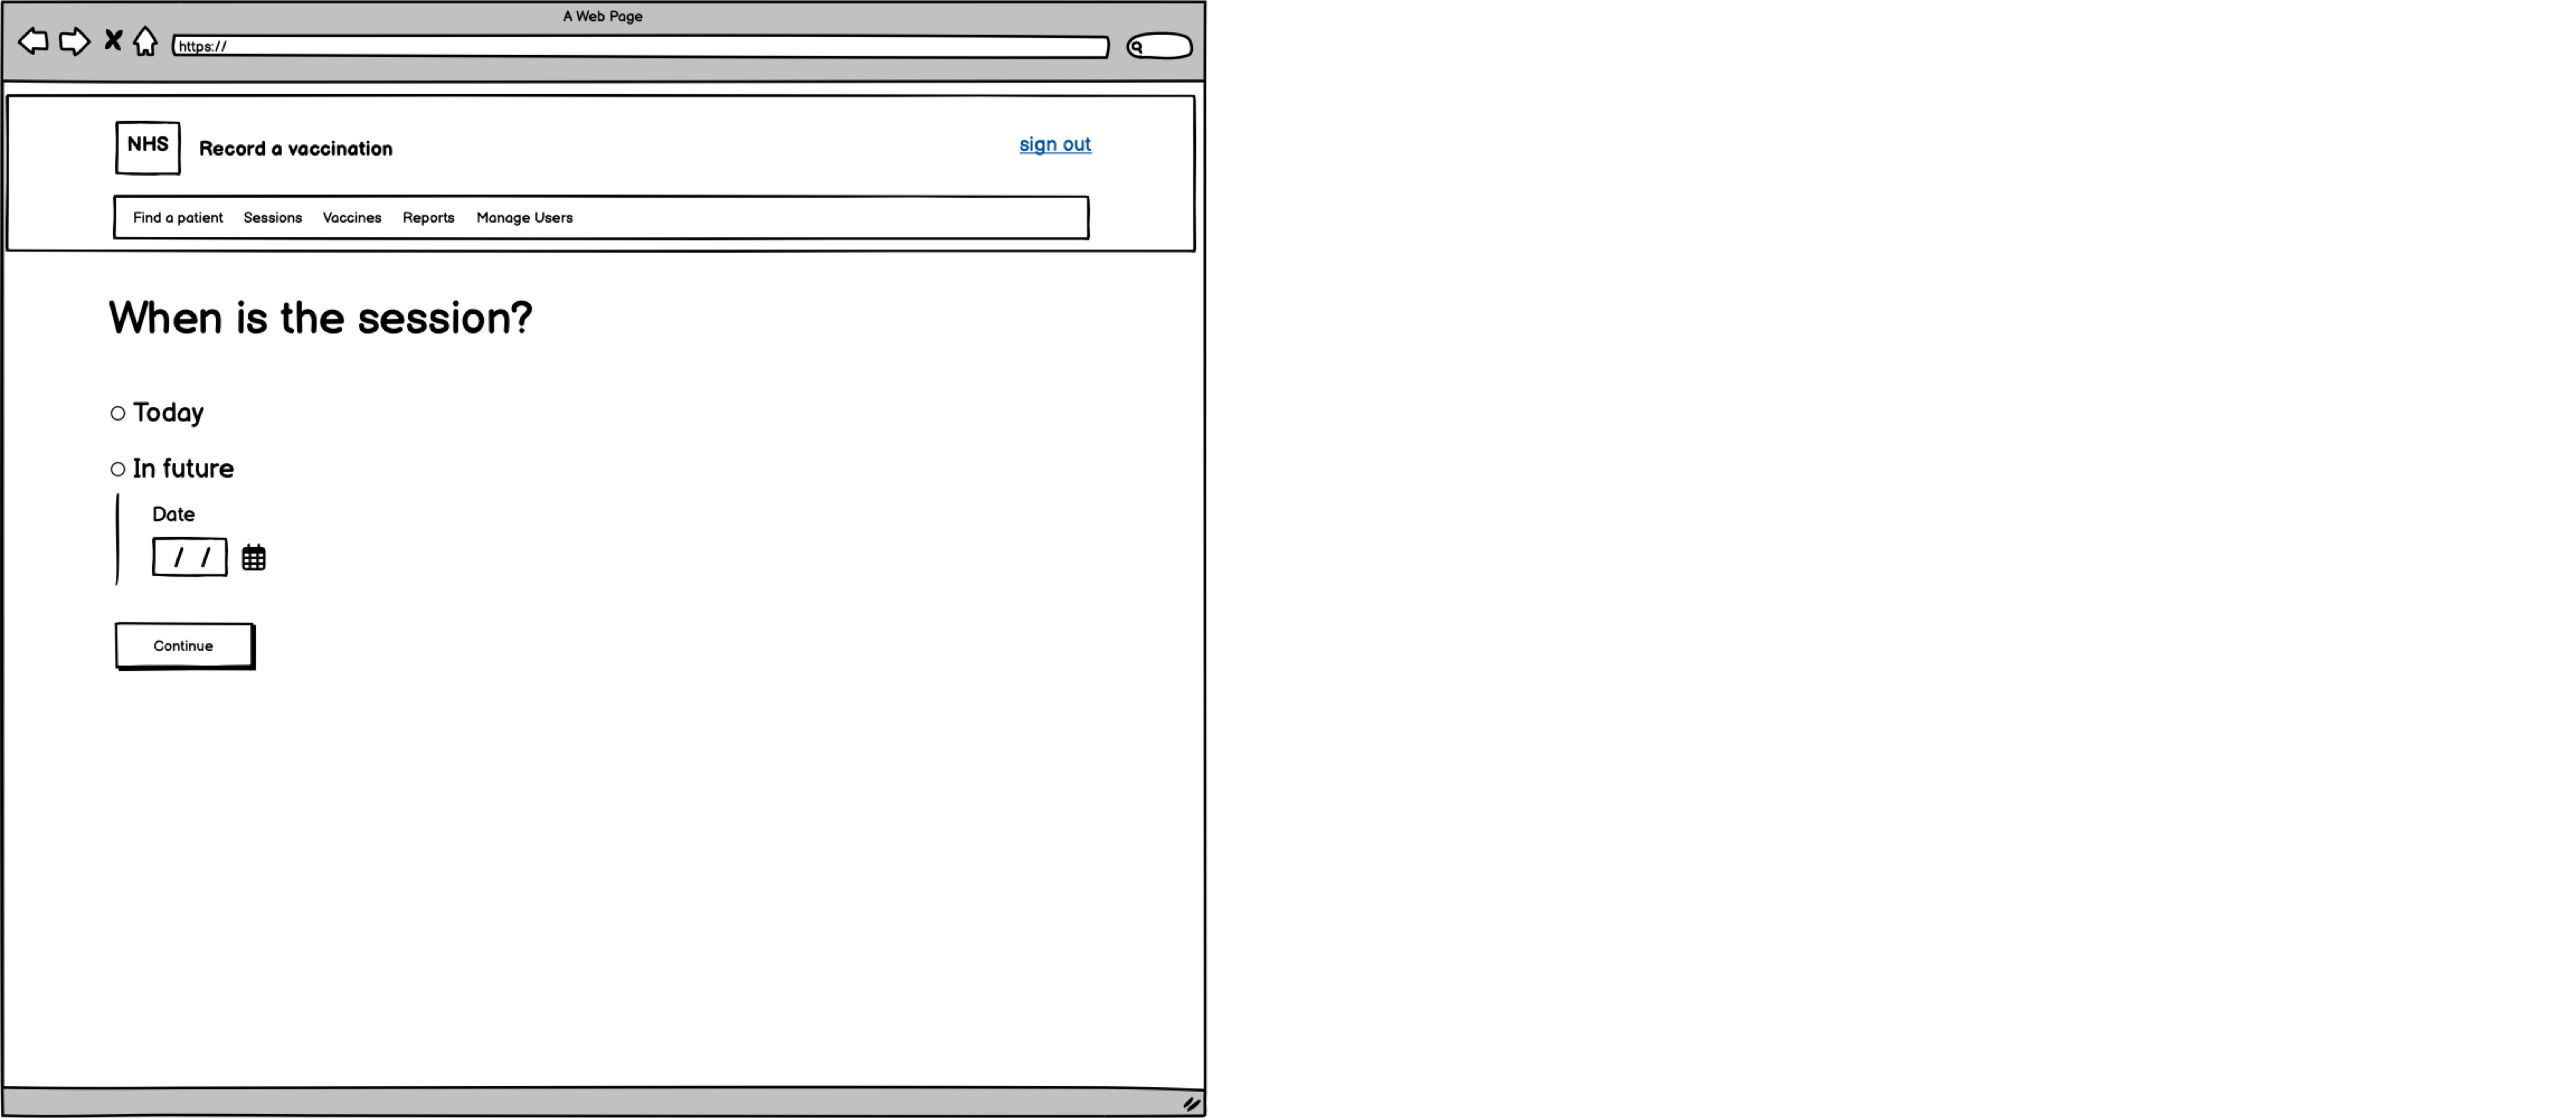 A Web Page
https://
NHS
Record a vaccination
sign out
Find a patient Sessions Vaccines Reports Manage Users
When is the session?
Today
In future
Date
/ /
Continue